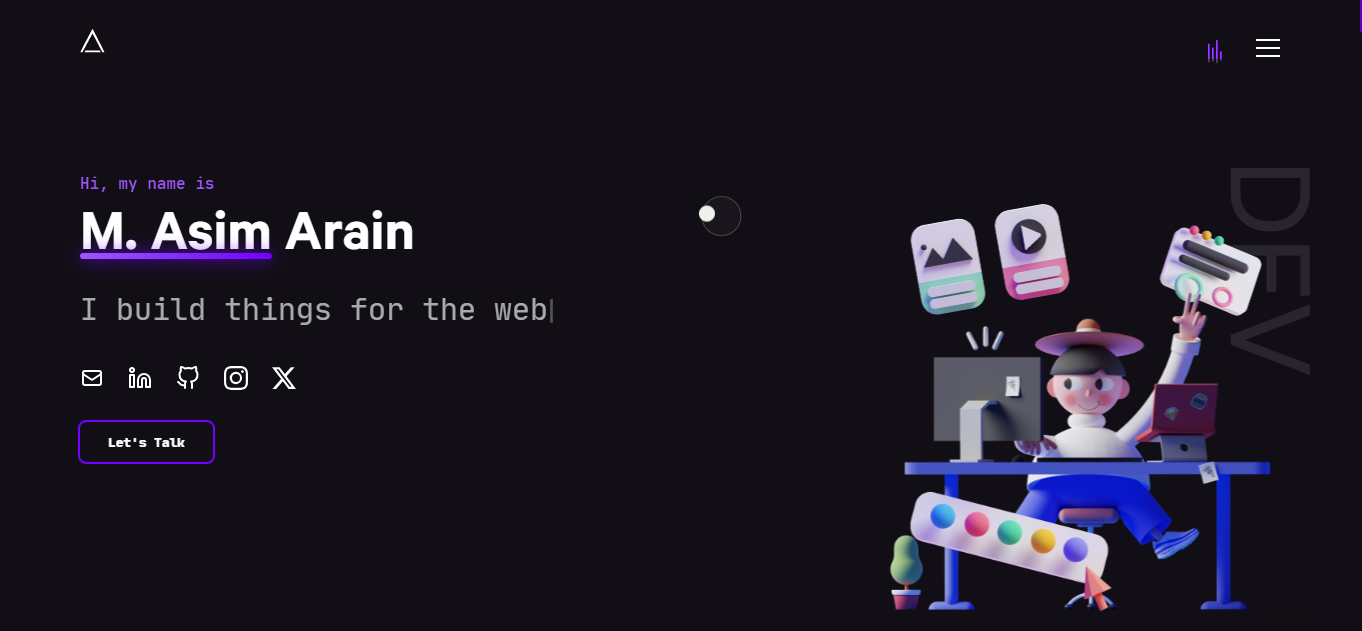 Hi, my name is
M. Asim Arain
I build things for the web
Let's Talk
DEV